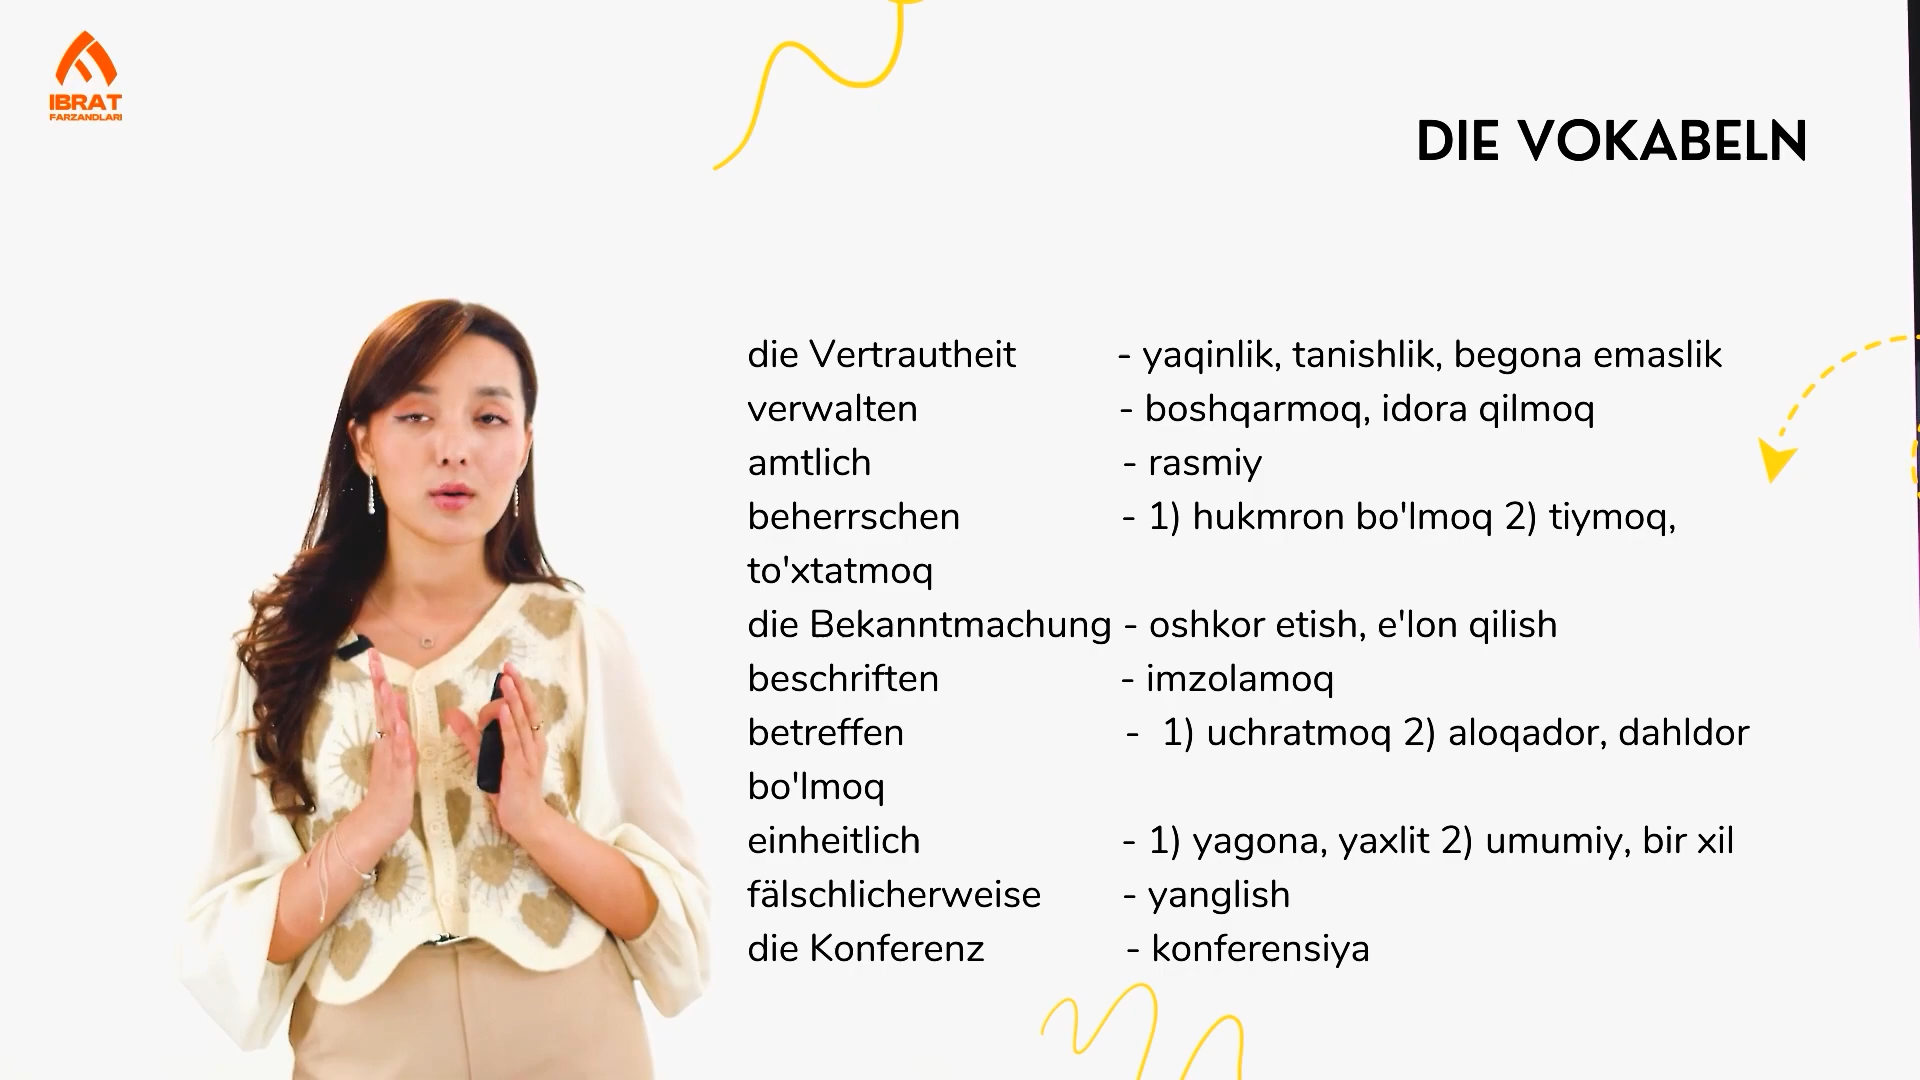 IBRAT
FARZANDLARI
DIE VOKABELN
die Vertrautheit - yaqinlik, tanishlik, begona emaslik
verwalten - boshqarmoq, idora qilmoq
amtlich - rasmiy
beherrschen - 1) hukmron bo'lmoq 2) tiymoq,
to'xtatmoq
die Bekanntmachung - oshkor etish, e'lon qilish
beschriften - imzolamoq
betreffen - 1) uchratmoq 2) aloqador, dahldor
bo'lmoq
einheitlich - 1) yagona, yaxlit 2) umumiy, bir xil
fälschlicherweise - yanglish
die Konferenz - konferensiya